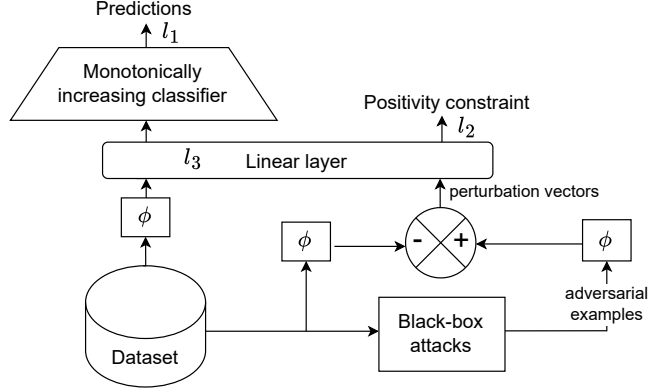 Predictions
l₁
Monotonically
increasing classifier
Positivity constraint
l₂
l₃ Linear layer
perturbation vectors
ϕ
ϕ
- +
ϕ
adversarial
examples
Dataset
Black-box
attacks